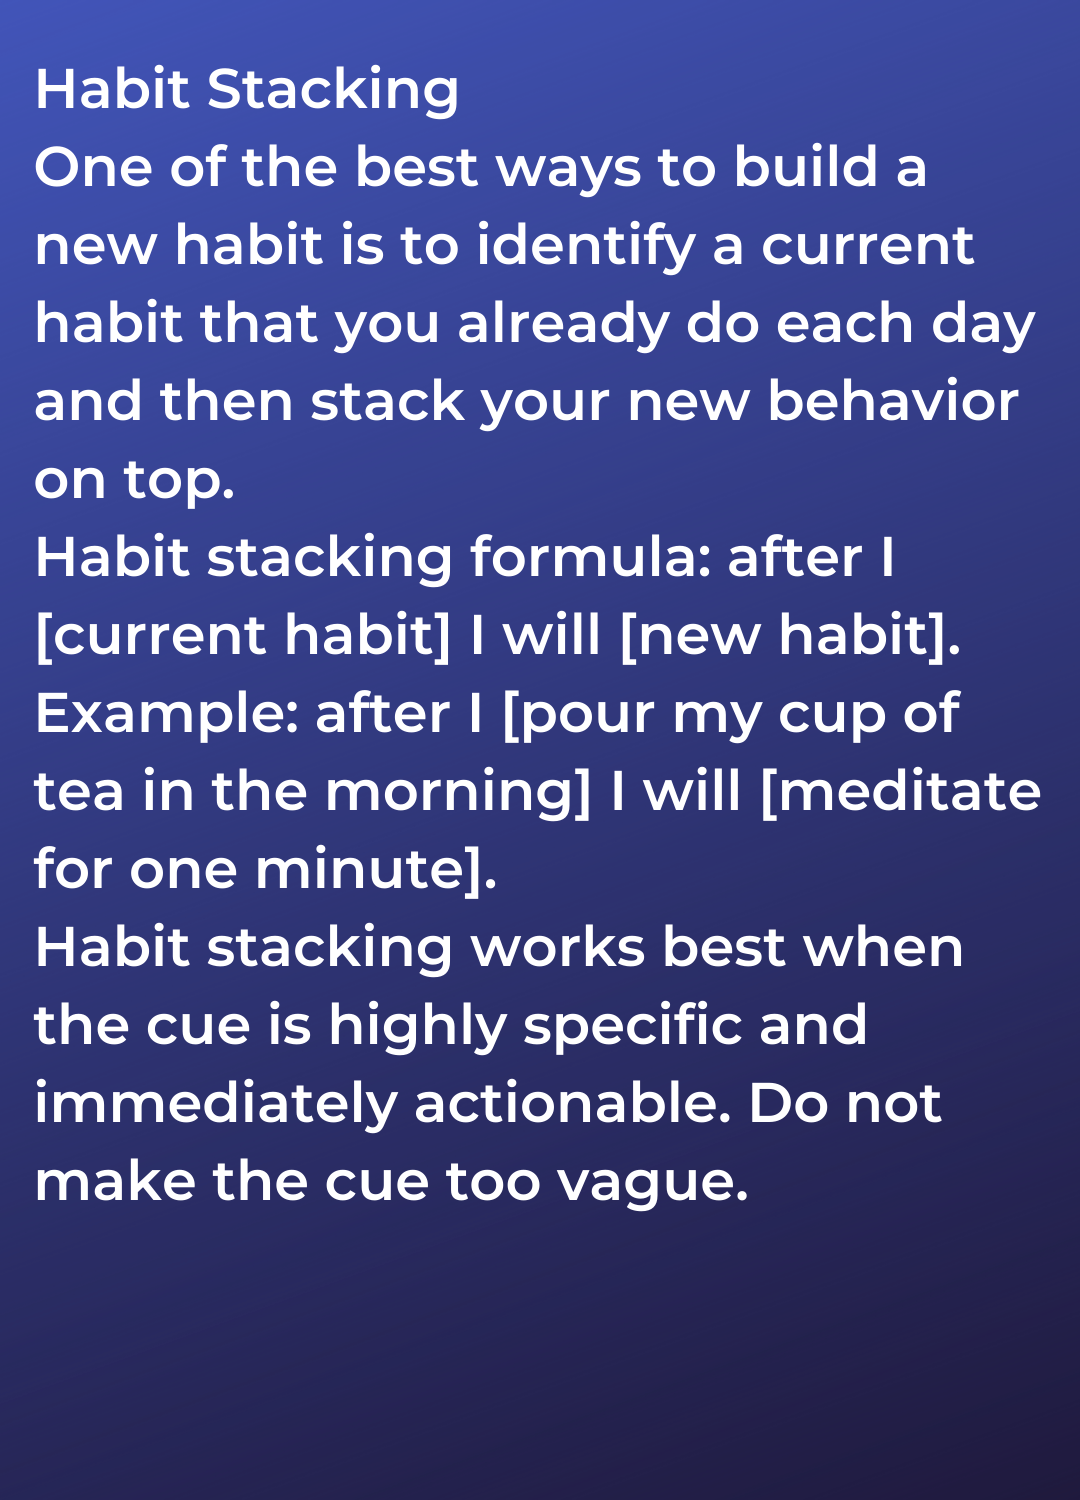 Habit Stacking
One of the best ways to build a
new habit is to identify a current
habit that you already do each day
and then stack your new behavior
on top.
Habit stacking formula: after I
[current habit] I will [new habit].
Example: after I [pour my cup of
tea in the morning] I will [meditate
for one minute].
Habit stacking works best when
the cue is highly specific and
immediately actionable. Do not
make the cue too vague.